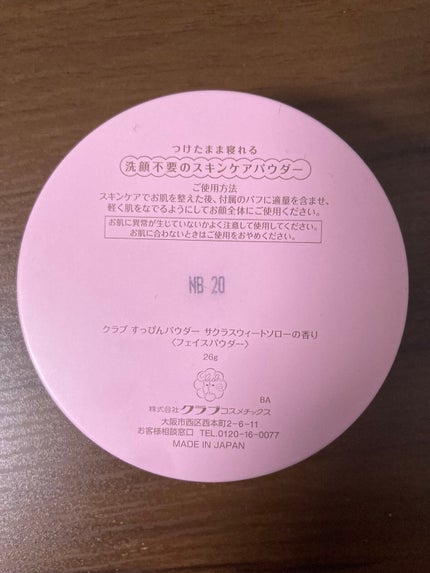 つけたまま寝れる
洗顔不要のスキンケアパウダー
ご使用方法
スキンケアでお肌を整えた後、付属のパフに適量を含ませ、
軽く肌をなでるようにしてお顔全体にご使用ください。
お肌に異常が生じていないかよく注意して使用してください。
お肌に合わないときはご使用をおやめください。
NB 20
クラブ すっぴんパウダー サクラスウィートソローの香り
〈フェイスパウダー〉
26g
BA
株式会社クラブコスメチックス
大阪市西区西本町2-6-11
お客様相談窓口 TEL.0120-16-0077
MADE IN JAPAN